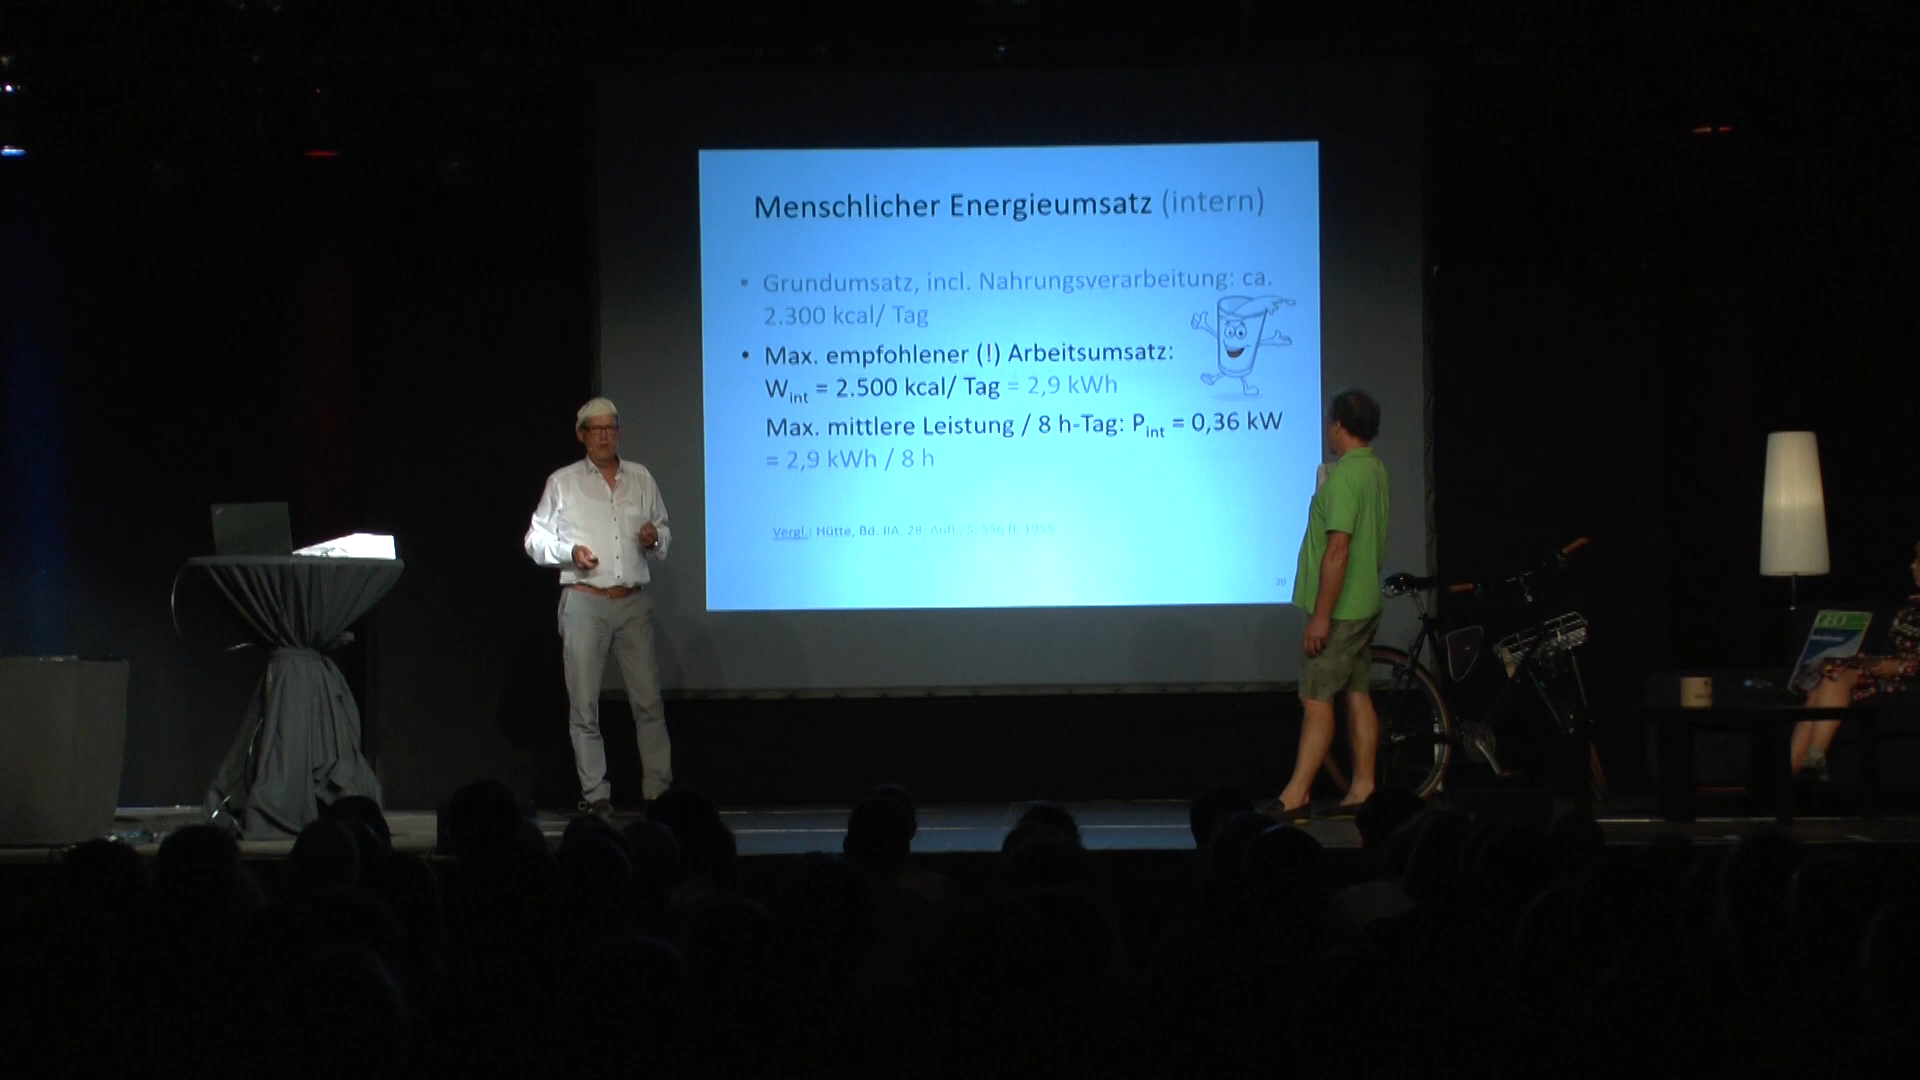 Menschlicher Energieumsatz (intern)
• Grundumsatz, incl. Nahrungsverarbeitung: ca.
2.300 kcal/ Tag
• Max. empfohlener (!) Arbeitsumsatz:
Wint = 2.500 kcal/ Tag = 2,9 kWh
Max. mittlere Leistung / 8 h-Tag: Pint = 0,36 kW
= 2,9 kWh / 8 h
Vergl.: Hütte, Bd. IIA, 28. Aufl., S. 556 ff, 1955
20